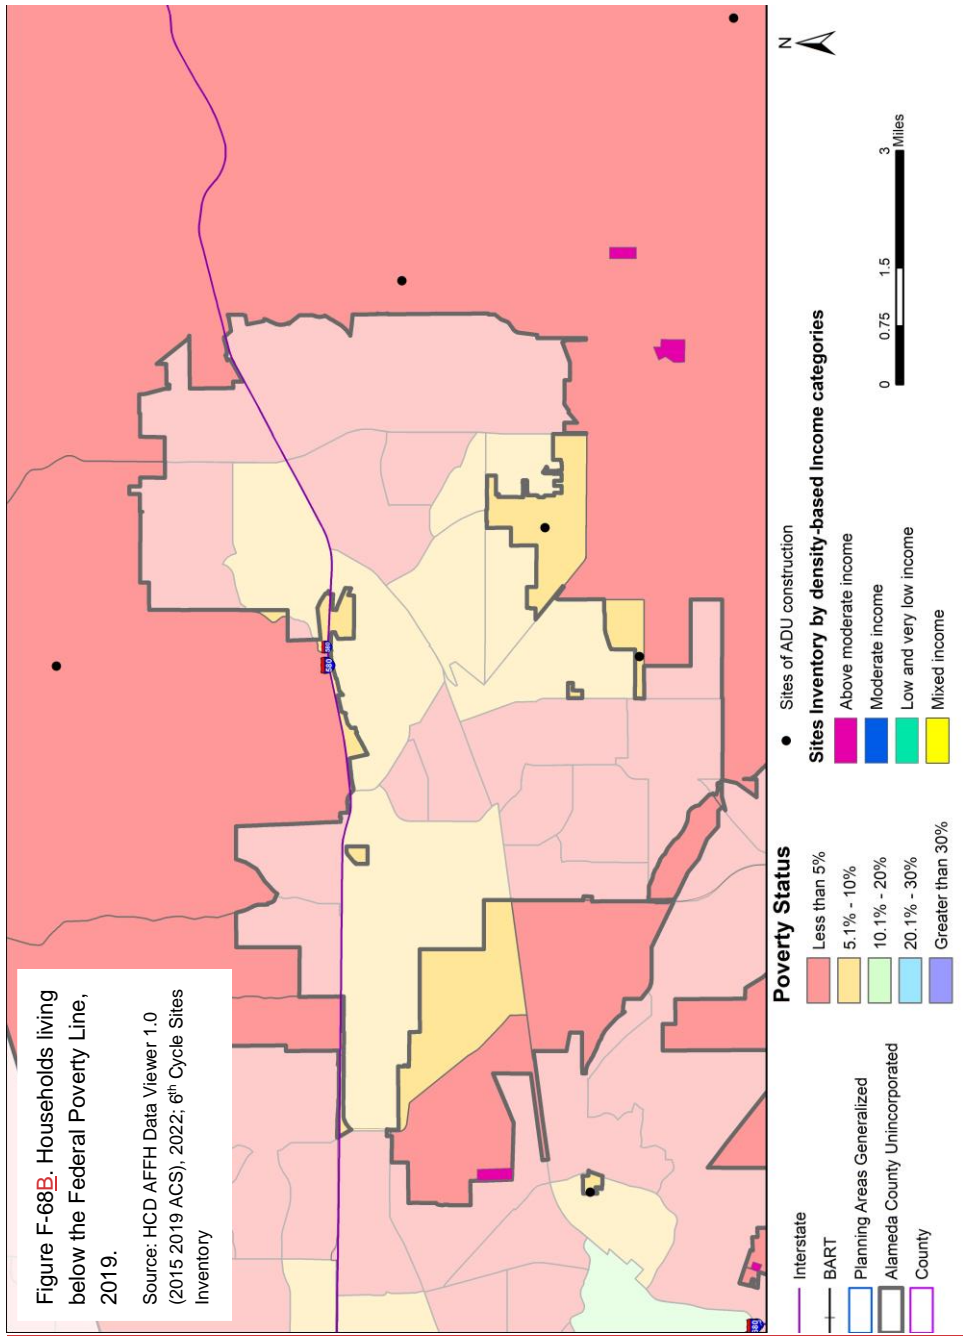 Figure F-68B. Households living
below the Federal Poverty Line,
2019.
Source: HCD AFFH Data Viewer 1.0
(2015 2019 ACS), 2022; 6th Cycle Sites
Inventory
580
580
N
Interstate
BART
Planning Areas Generalized
Alameda County Unincorporated
County
Poverty Status
Less than 5%
5.1% - 10%
10.1% - 20%
20.1% - 30%
Greater than 30%
Sites of ADU construction
Sites Inventory by density-based Income categories
Above moderate income
Moderate income
Low and very low income
Mixed income
0 0.75 1.5 3
Miles